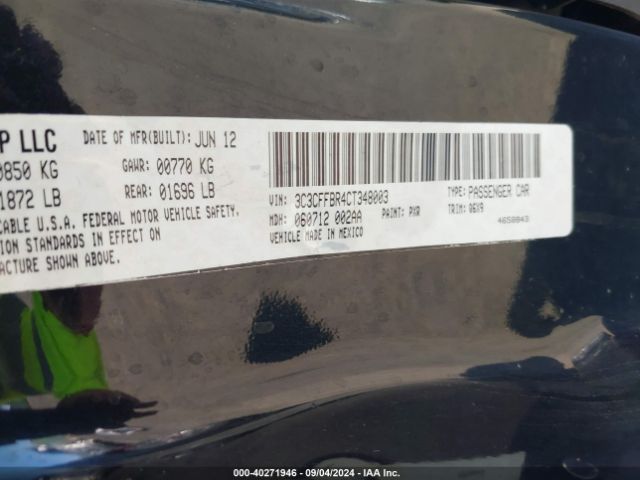 P LLC DATE OF MFR(BUILT): JUN 12
0850 KG GAWR: 00770 KG
1872 LB REAR: 01696 LB
CABLE U.S.A. FEDERAL MOTOR VEHICLE SAFETY,
ION STANDARDS IN EFFECT ON
ACTURE SHOWN ABOVE.
VIN: 3C3CFFBR4CT348003 TYPE: PASSENGER CAR
MDH: 060712 002AA PAINT: PXR TRIM: O6X9
VEHICLE MADE IN MEXICO 4658843
000-40271946 - 09/04/2024 - IAA Inc.